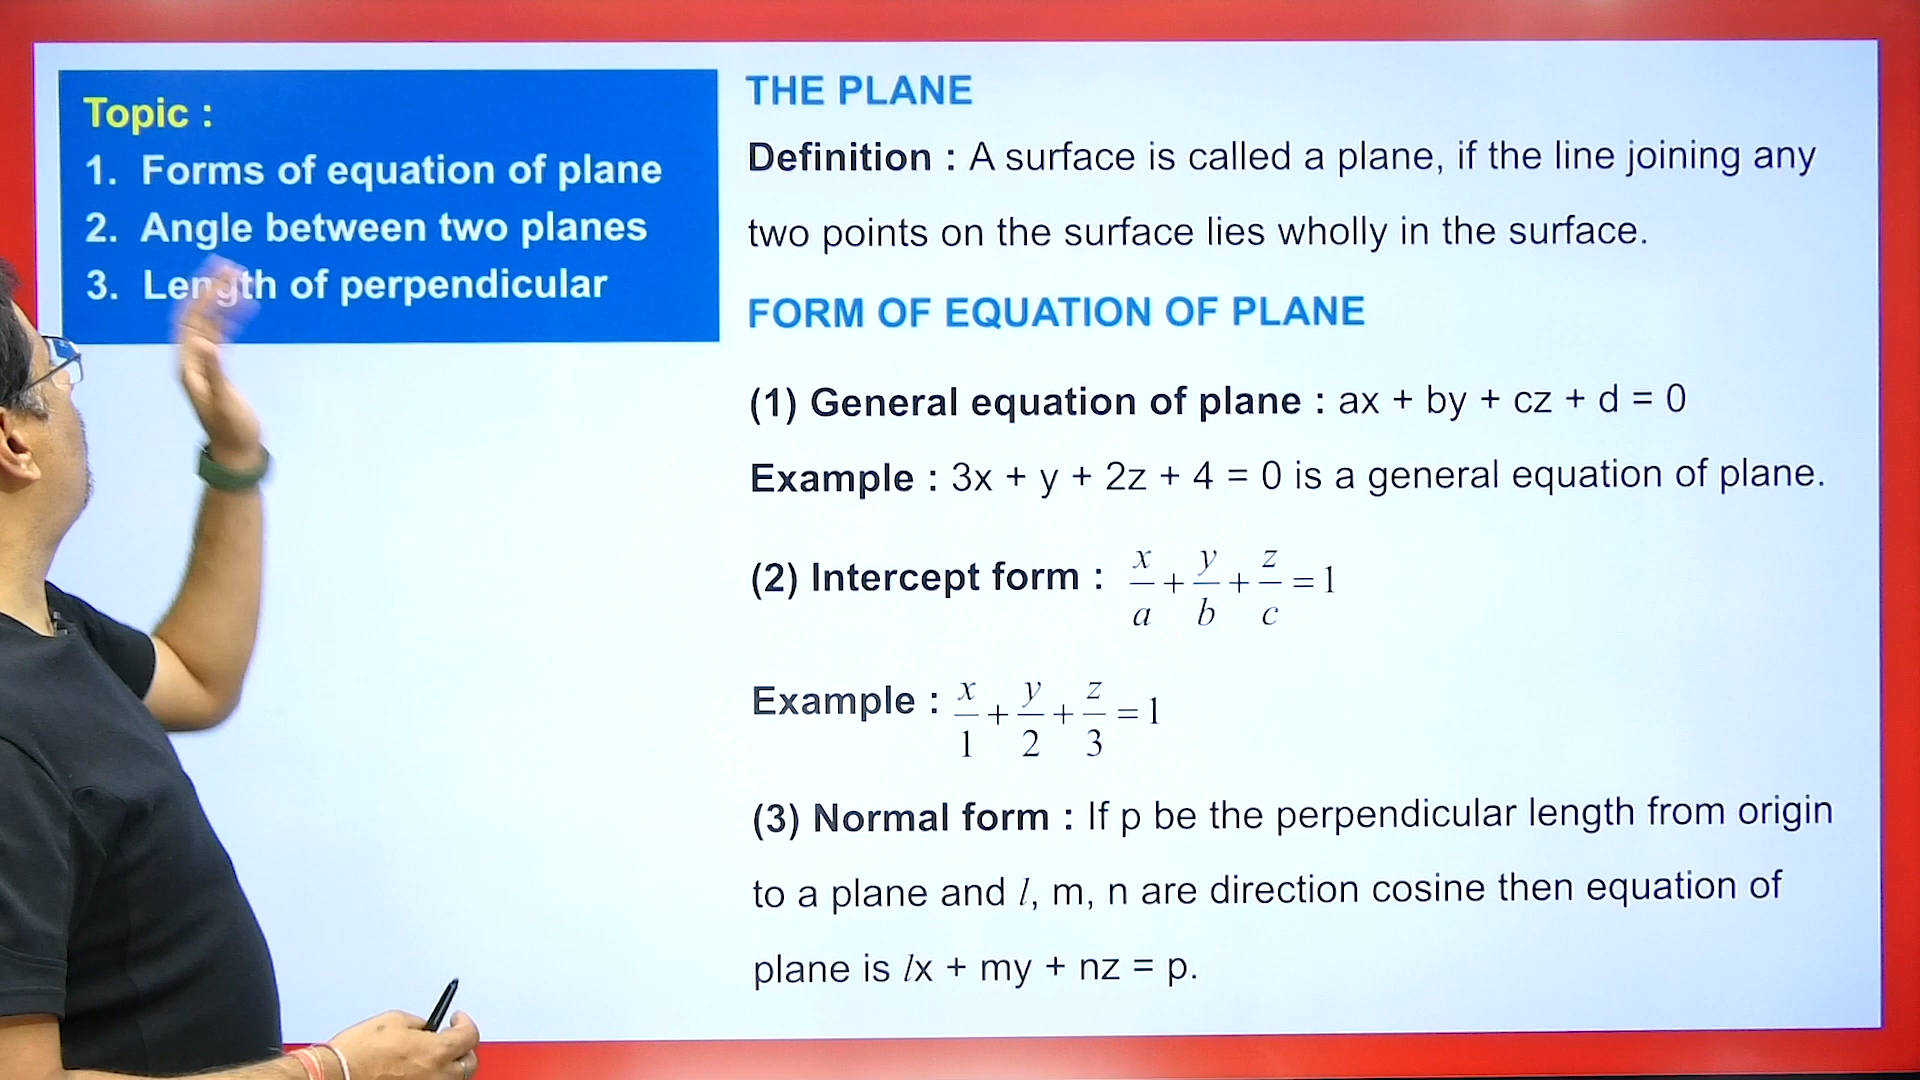 Topic :
1. Forms of equation of plane
2. Angle between two planes
3. Length of perpendicular
THE PLANE
Definition : A surface is called a plane, if the line joining any
two points on the surface lies wholly in the surface.
FORM OF EQUATION OF PLANE
(1) General equation of plane : ax + by + cz + d = 0
Example : 3x + y + 2z + 4 = 0 is a general equation of plane.
(2) Intercept form : x/a + y/b + z/c = 1
Example : x/1 + y/2 + z/3 = 1
(3) Normal form : If p be the perpendicular length from origin
to a plane and l, m, n are direction cosine then equation of
plane is lx + my + nz = p.